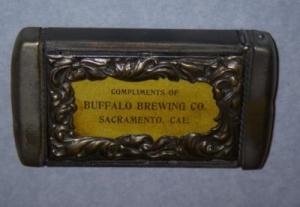 COMPLIMENTS OF
BUFFALO BREWING CO.
SACRAMENTO, CAL.